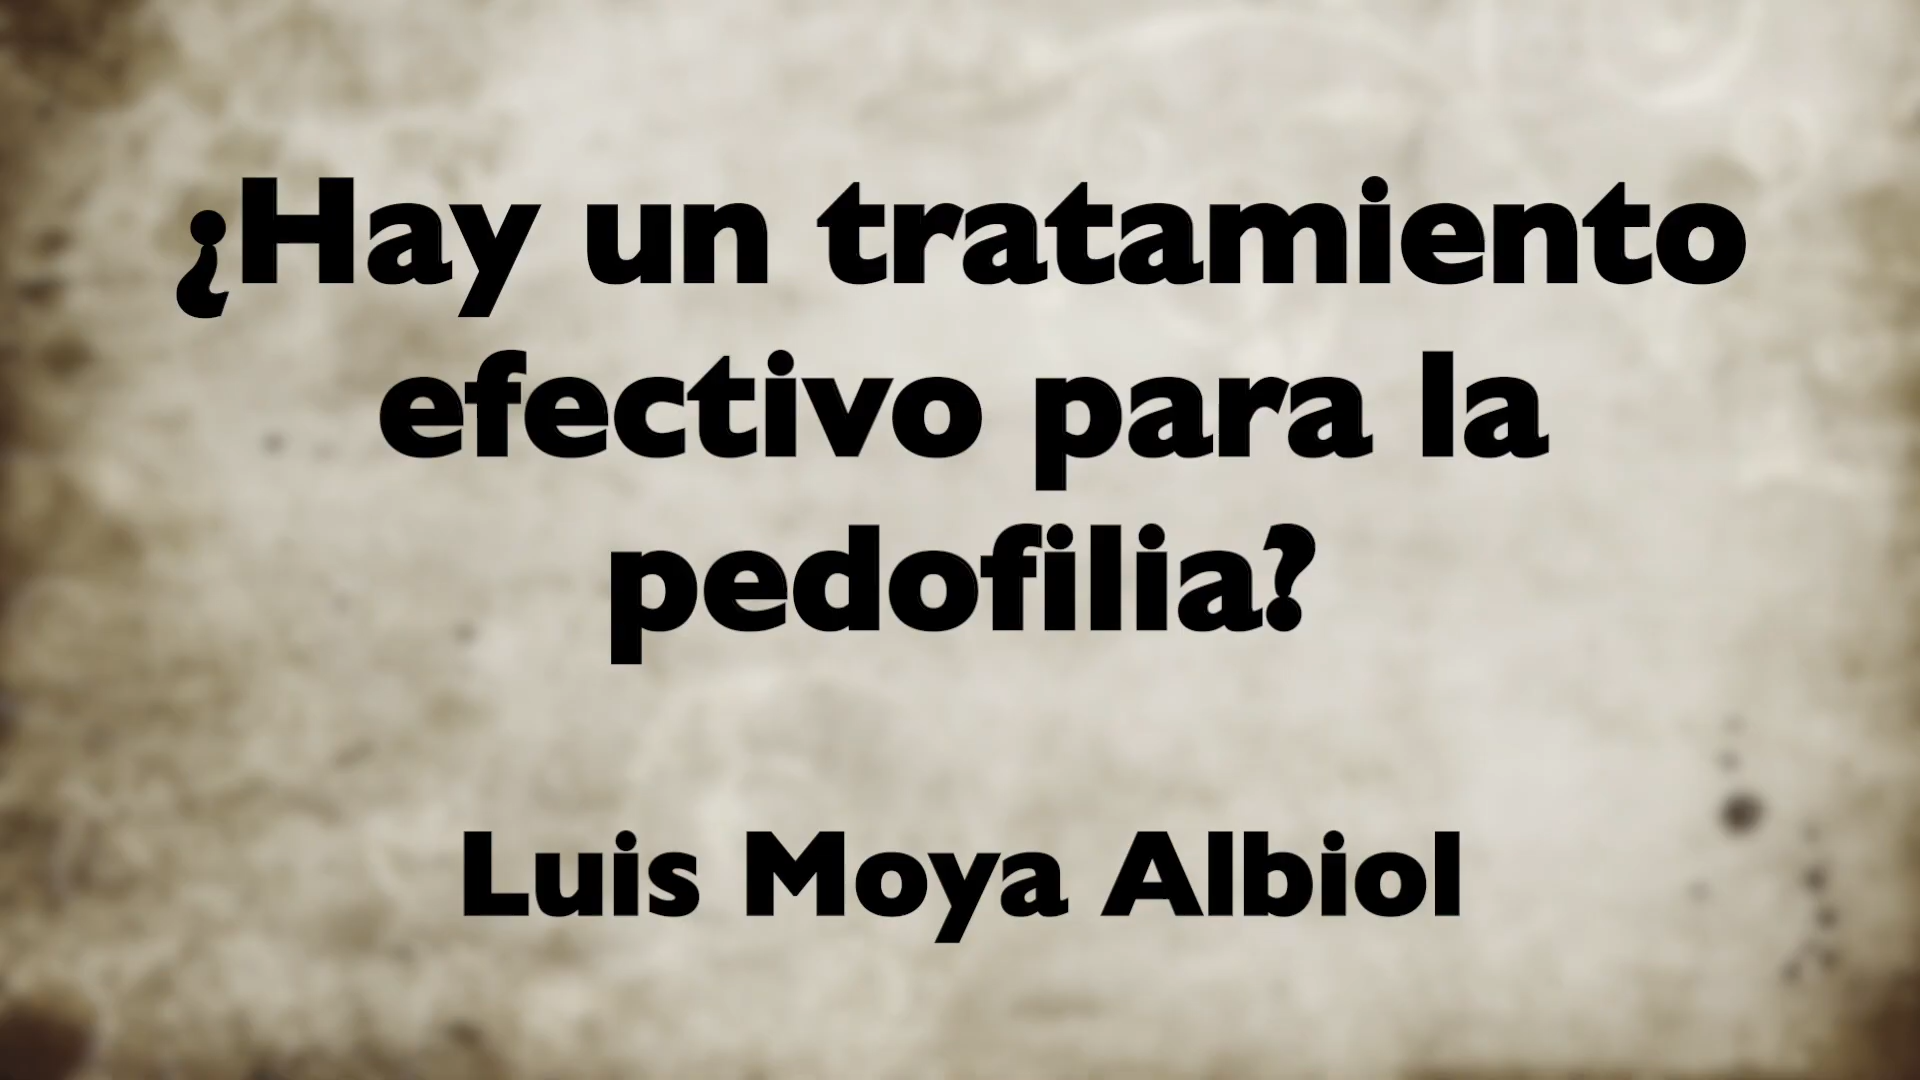 ¿Hay un tratamiento
efectivo para la
pedofilia?
Luis Moya Albiol